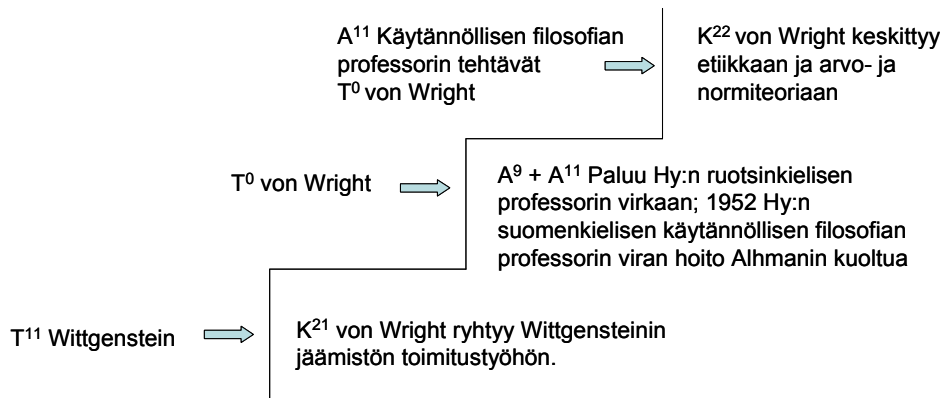 A¹¹ Käytännöllisen filosofian
professorin tehtävät
T⁰ von Wright
K²² von Wright keskittyy
etiikkaan ja arvo- ja
normiteoriaan
T⁰ von Wright
A⁹ + A¹¹ Paluu Hy:n ruotsinkielisen
professorin virkaan; 1952 Hy:n
suomenkielisen käytännöllisen filosofian
professorin viran hoito Alhmanin kuoltua
T¹¹ Wittgenstein
K²¹ von Wright ryhtyy Wittgensteinin
jäämistön toimitustyöhön.